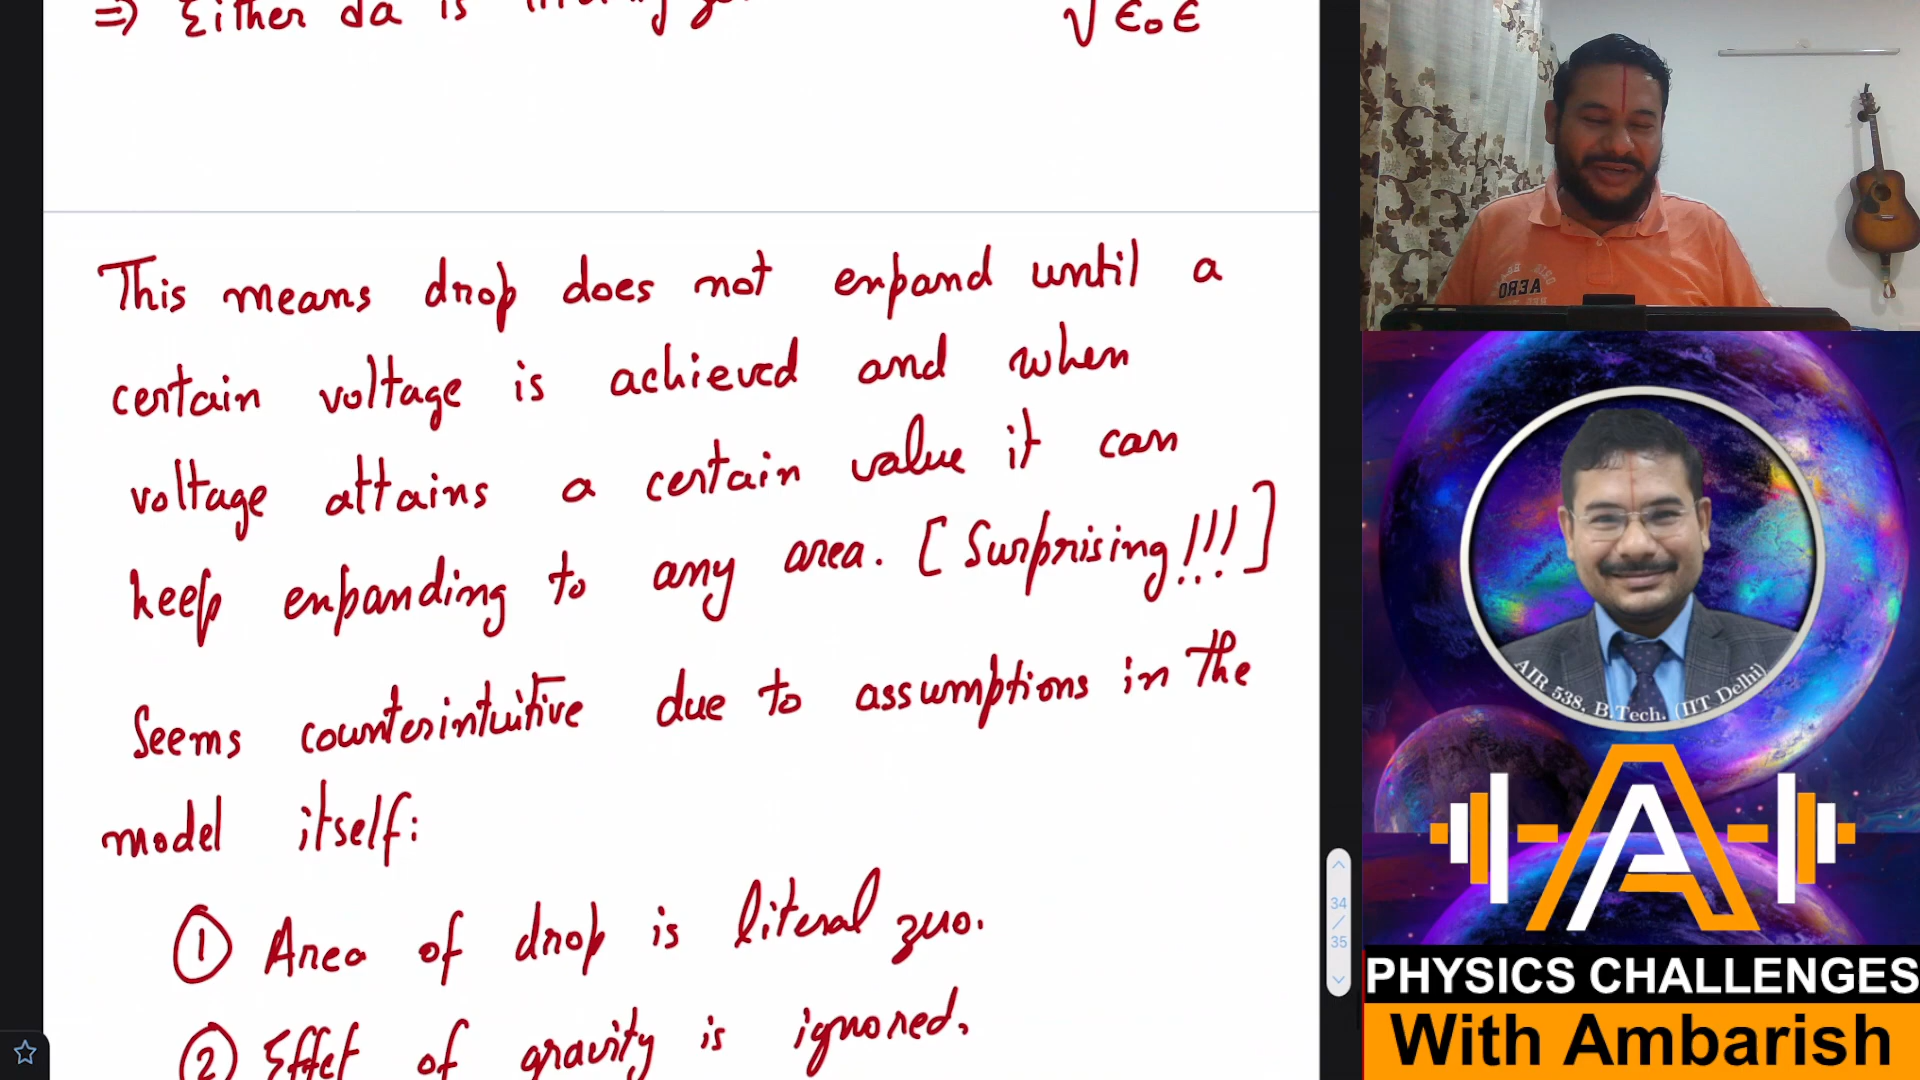 ⇒ Either da is
√ϵ₀ϵ
This means drop does not expand until a
certain voltage is achieved and when
voltage attains a certain value it can
keep expanding to any area. [Surprising!!!]
Seems counterintuitive due to assumptions in the
model itself:
① Area of drop is literal zero.
② Effet of gravity is ignored.
34
/
35
AERO
AIR 538, B.Tech. (IIT Delhi)
A
PHYSICS CHALLENGES
With Ambarish